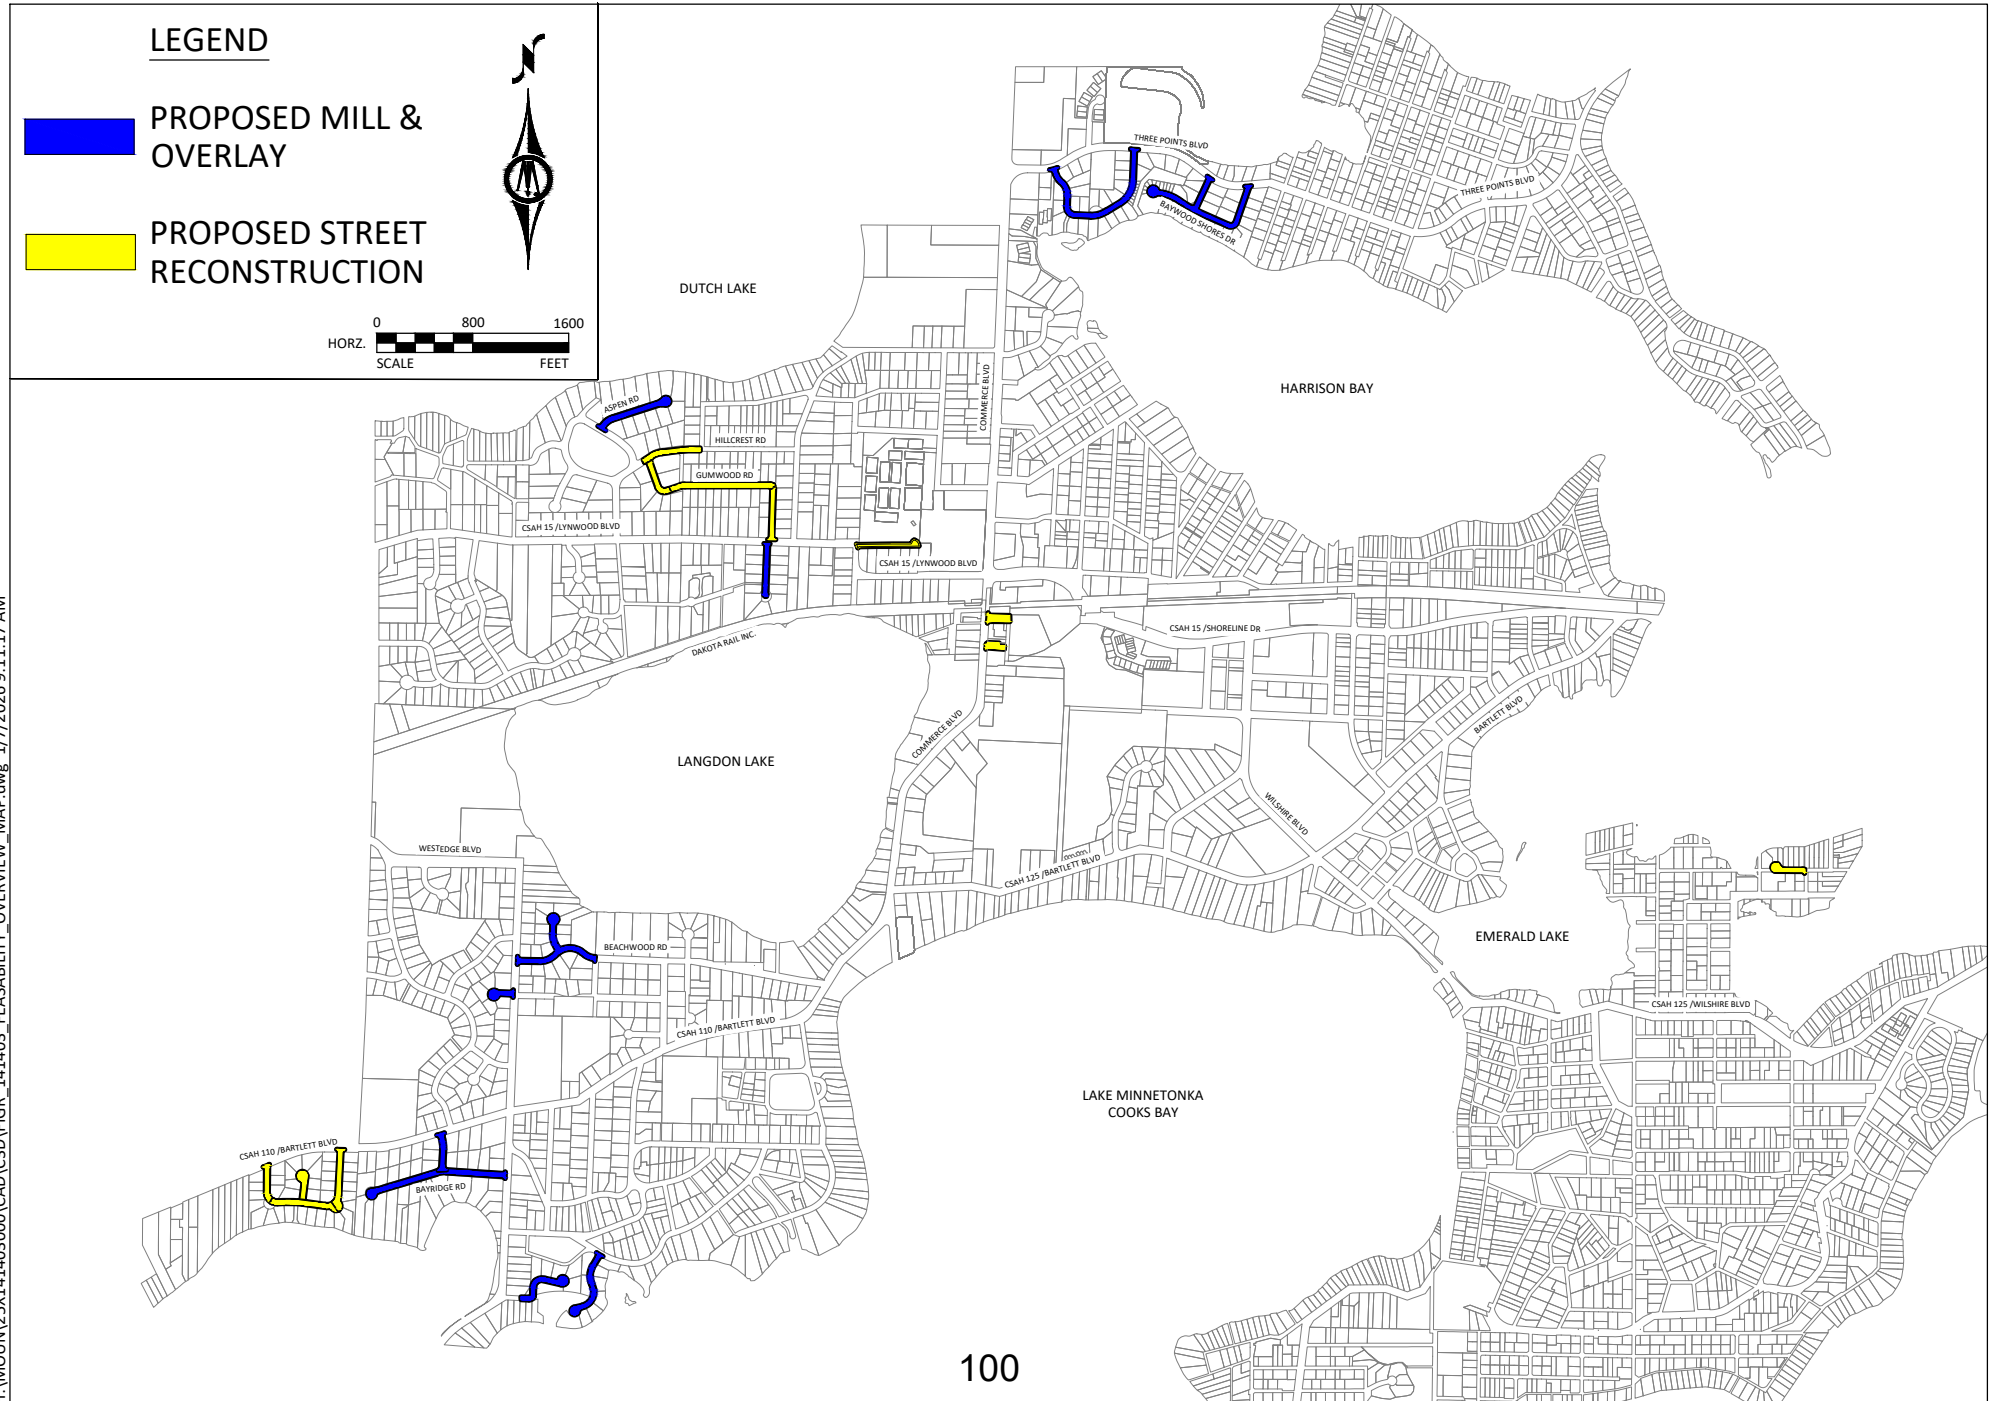 LEGEND
N
PROPOSED MILL &
OVERLAY
PROPOSED STREET
RECONSTRUCTION
0 800 1600
HORZ.
SCALE FEET
THREE POINTS BLVD
THREE POINTS BLVD
BAYWOOD SHORES DR
DUTCH LAKE
HARRISON BAY
COMMERCE BLVD
ASPEN RD
HILLCREST RD
GUMWOOD RD
CSAH 15 /LYNWOOD BLVD
CSAH 15 /LYNWOOD BLVD
CSAH 15 /SHORELINE DR
DAKOTA RAIL INC.
COMMERCE BLVD
BARTLETT BLVD
LANGDON LAKE
WILSHIRE BLVD
WESTEDGE BLVD
CSAH 125 /BARTLETT BLVD
BEACHWOOD RD
EMERALD LAKE
CSAH 125 /WILSHIRE BLVD
CSAH 110 /BARTLETT BLVD
LAKE MINNETONKA
COOKS BAY
CSAH 110 /BARTLETT BLVD
BAYRIDGE RD
100